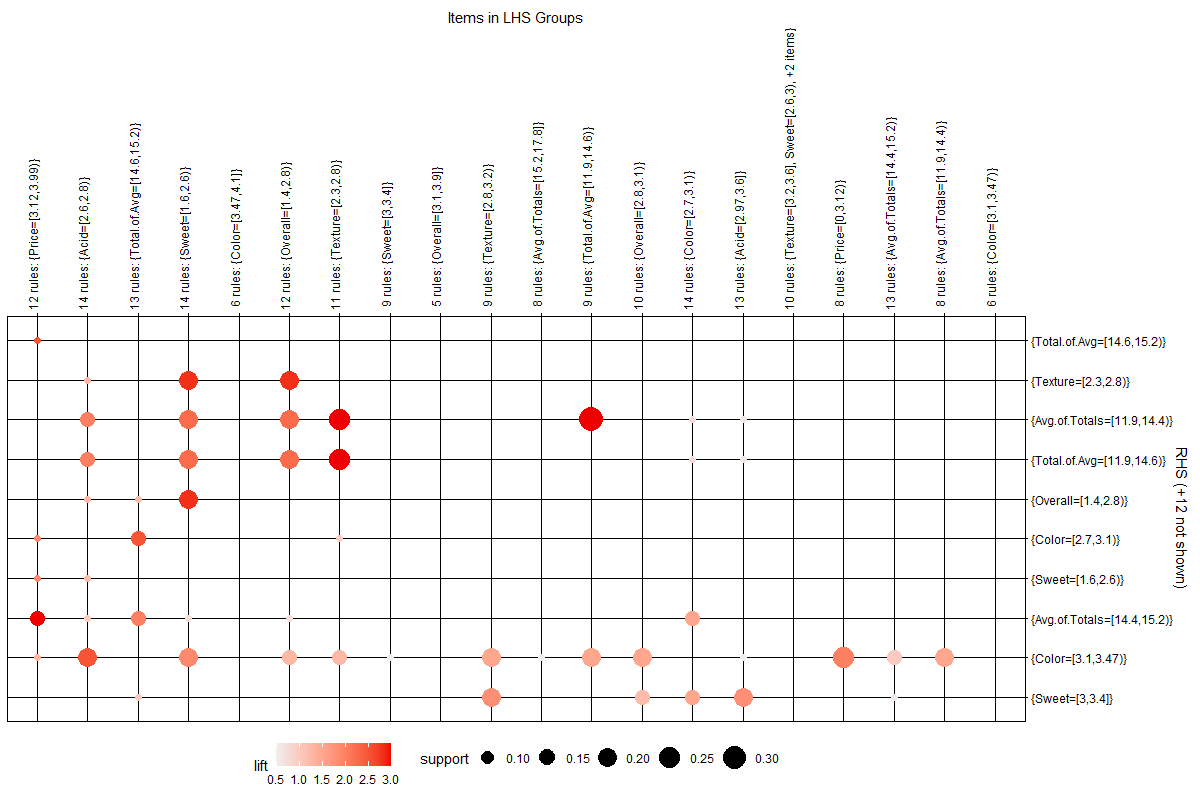 Items in LHS Groups
12 rules: {Price=[3.12,3.99)}
14 rules: {Acid=[2.6,2.8)}
13 rules: {Total.of.Avg=[14.6,15.2)}
14 rules: {Sweet=[1.6,2.6)}
6 rules: {Color=[3.47,4.1]}
12 rules: {Overall=[1.4,2.8)}
11 rules: {Texture=[2.3,2.8)}
9 rules: {Sweet=[3,3.4]}
5 rules: {Overall=[3.1,3.9]}
9 rules: {Texture=[2.8,3.2)}
8 rules: {Avg.of.Totals=[15.2,17.8]}
9 rules: {Total.of.Avg=[11.9,14.6)}
10 rules: {Overall=[2.8,3.1)}
14 rules: {Color=[2.7,3.1)}
13 rules: {Acid=[2.97,3.6]}
10 rules: {Texture=[3.2,3.6], Sweet=[2.6,3), +2 items}
8 rules: {Price=[0,3.12)}
13 rules: {Avg.of.Totals=[14.4,15.2)}
8 rules: {Avg.of.Totals=[11.9,14.4)}
6 rules: {Color=[3.1,3.47)}
{Total.of.Avg=[14.6,15.2)}
{Texture=[2.3,2.8)}
{Avg.of.Totals=[11.9,14.4)}
{Total.of.Avg=[11.9,14.6)}
{Overall=[1.4,2.8)}
{Color=[2.7,3.1)}
{Sweet=[1.6,2.6)}
{Avg.of.Totals=[14.4,15.2)}
{Color=[3.1,3.47)}
{Sweet=[3,3.4]}
RHS (+12 not shown)
lift
0.5 1.0 1.5 2.0 2.5 3.0
support 0.10 0.15 0.20 0.25 0.30